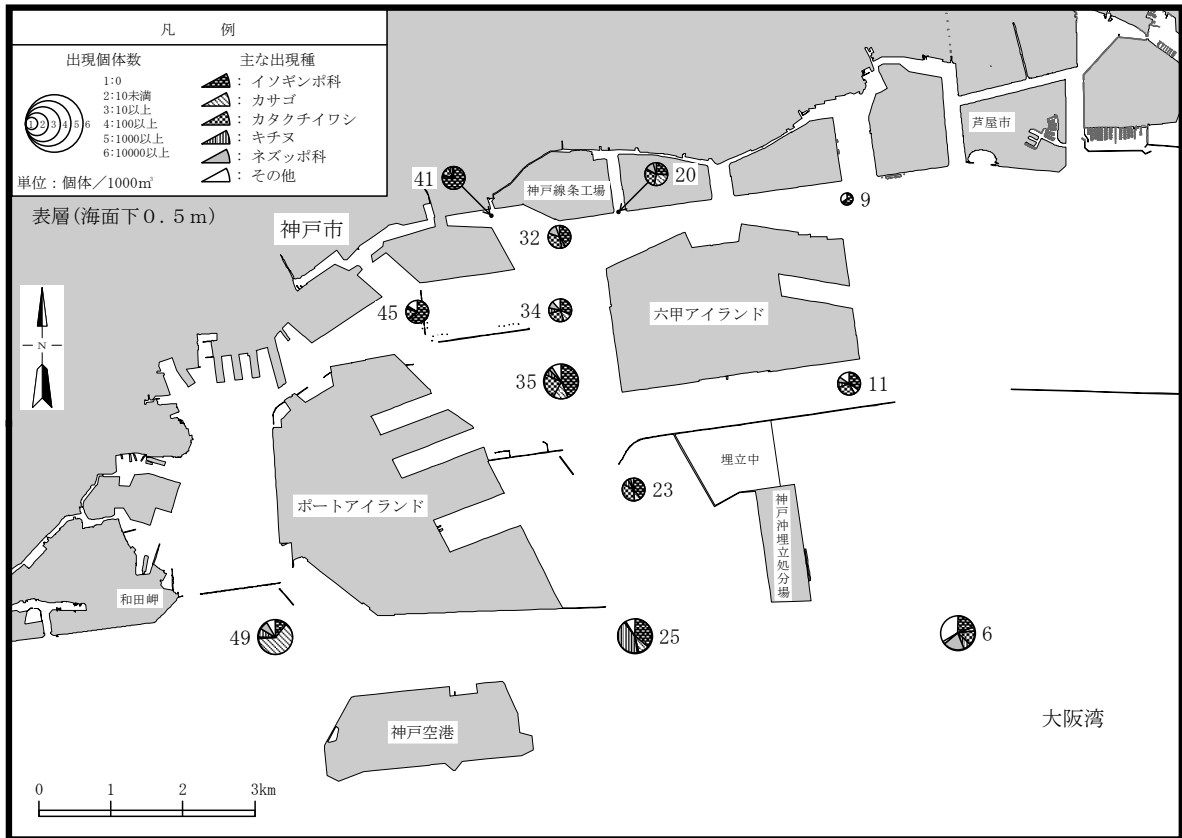 凡 例
出現個体数
1:0
2:10未満
3:10以上
4:100以上
5:1000以上
6:10000以上
1 2 3 4 5 6
単位：個体／1000㎥
主な出現種
：イソギンポ科
：カサゴ
：カタクチイワシ
：キチヌ
：ネズッポ科
：その他
表層(海面下０.５ｍ)
芦屋市
41
神戸線条工場
20
9
神戸市
32
45
34
六甲アイランド
N
35
11
埋立中
23
ポートアイランド
神戸沖埋立処分場
和田岬
49
25
6
大阪湾
神戸空港
0 1 2 3km